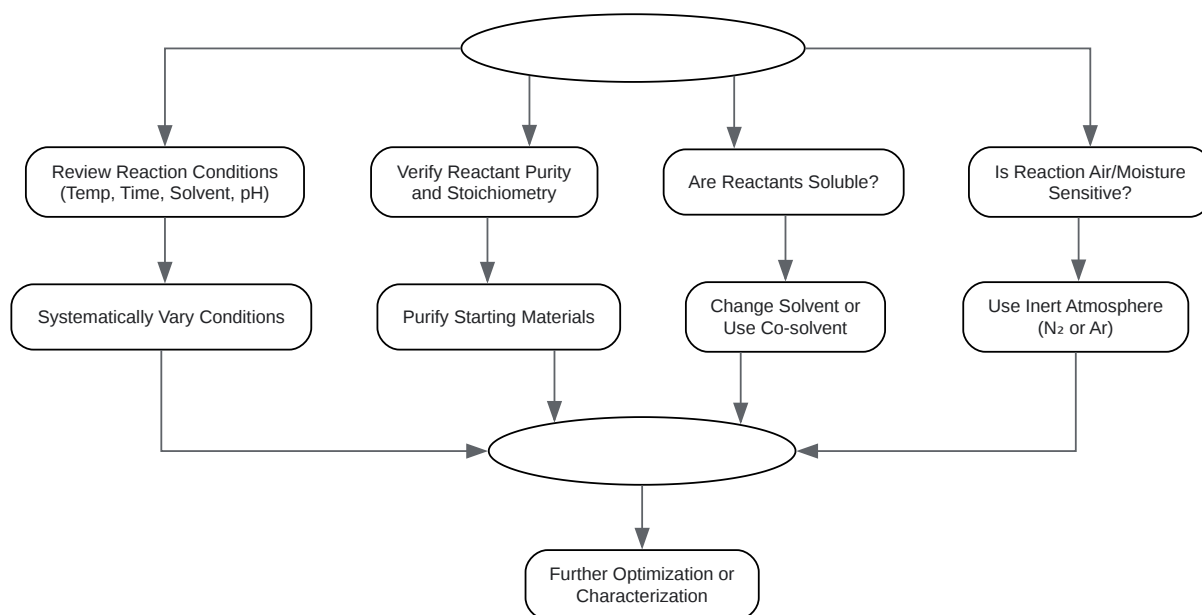 Review Reaction Conditions
(Temp, Time, Solvent, pH)
Verify Reactant Purity
and Stoichiometry
Are Reactants Soluble?
Is Reaction Air/Moisture
Sensitive?
Systematically Vary Conditions
Purify Starting Materials
Change Solvent or
Use Co-solvent
Use Inert Atmosphere
(N₂ or Ar)
Further Optimization or
Characterization